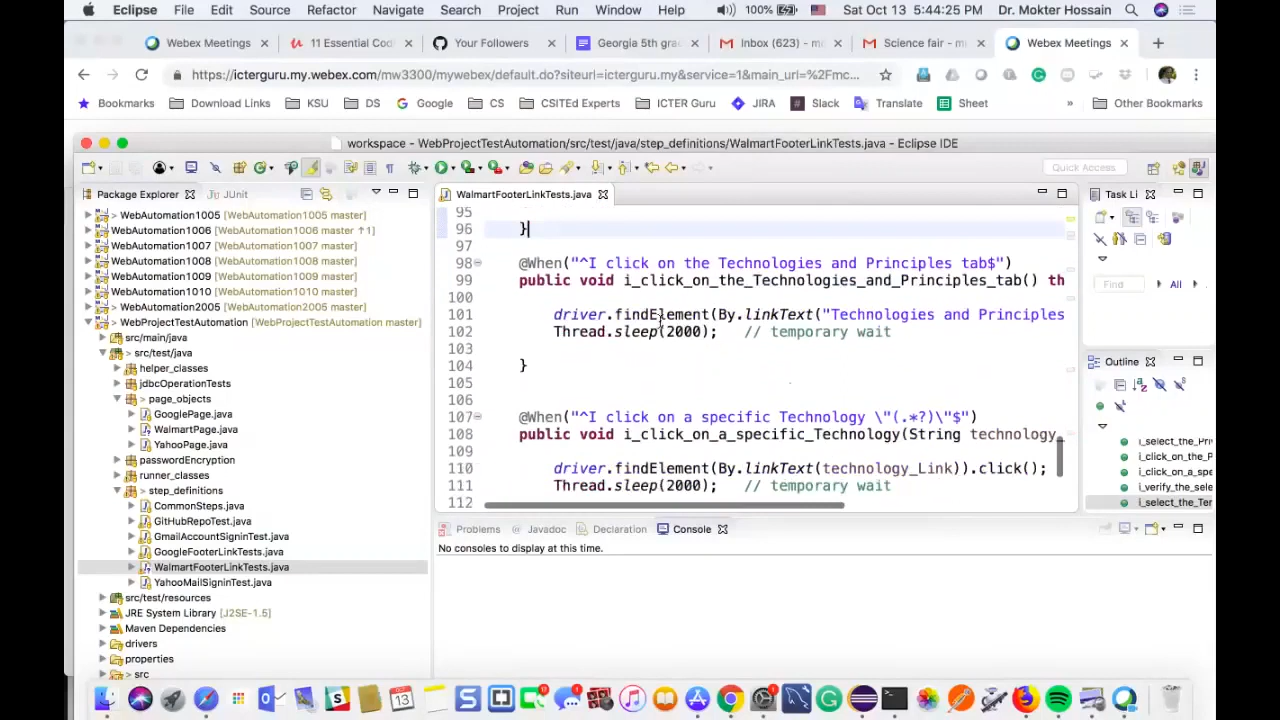 Eclipse File Edit Source Refactor Navigate Search Project Run Window Help 100% Sat Oct 13 5:44:25 PM Dr. Mokter Hossain
Webex Meetings 11 Essential Cod Your Followers Georgia 5th grad Inbox (623) - m Science fair - m Webex Meetings
https://icterguru.my.webex.com/mw3300/mywebex/default.do?siteurl=icterguru.my&service=1&main_url=%2Fmc...
Bookmarks Download Links KSU DS Google CS CSITEd Experts ICTER Guru JIRA Slack Translate Sheet » Other Bookmarks
workspace - WebProjectTestAutomation/src/test/java/step_definitions/WalmartFooterLinkTests.java - Eclipse IDE
Quick Access
Package Explorer JUnit
> WebAutomation1005 [WebAutomation1005 master]
WebAutomation1006 [WebAutomation1006 master ↑1]
WebAutomation1007 [WebAutomation1007 master]
WebAutomation1008 [WebAutomation1008 master]
WebAutomation1009 [WebAutomation1009 master]
WebAutomation1010 [WebAutomation1010 master]
> WebAutomation2005 [WebAutomation2005 master]
> WebProjectTestAutomation [WebProjectTestAutomation master]
src/main/java
> src/test/java
helper_classes
jdbcOperationTests
> page_objects
GooglePage.java
WalmartPage.java
YahooPage.java
passwordEncryption
runner_classes
> step_definitions
CommonSteps.java
GitHubRepoTest.java
GmailAccountSigninTest.java
GoogleFooterLinkTests.java
WalmartFooterLinkTests.java
YahooMailSigninTest.java
src/test/resources
JRE System Library [J2SE-1.5]
Maven Dependencies
drivers
properties
src
WalmartFooterLinkTests.java
95
96 }
97
98 @When("^I click on the Technologies and Principles tab$")
99 public void i_click_on_the_Technologies_and_Principles_tab() th
100
101 driver.findElement(By.linkText("Technologies and Principles
102 Thread.sleep(2000); // temporary wait
103
104 }
105
106
107 @When("^I click on a specific Technology \"(.*?)\"$")
108 public void i_click_on_a_specific_Technology(String technology_
109
110 driver.findElement(By.linkText(technology_Link)).click();
111 Thread.sleep(2000); // temporary wait
112
Problems Javadoc Declaration Console
No consoles to display at this time.
Task Li
Find All
Outline
i_select_the_Pri
i_click_on_the_P
i_click_on_a_spe
i_verify_the_sele
i_select_the_Ter